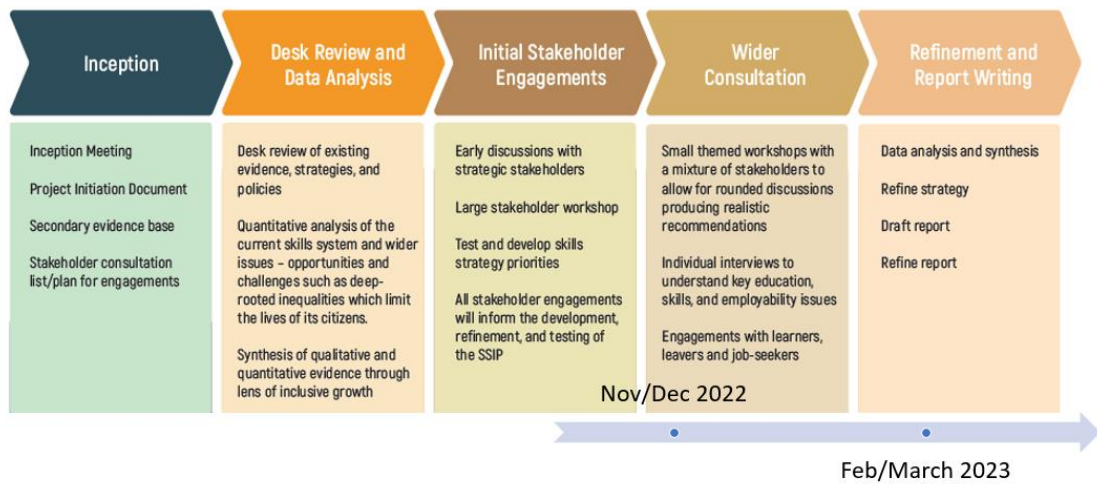 Inception
Desk Review and
Data Analysis
Initial Stakeholder
Engagements
Wider
Consultation
Refinement and
Report Writing
Inception Meeting
Project Initiation Document
Secondary evidence base
Stakeholder consultation
list/plan for engagements
Desk review of existing
evidence, strategies, and
policies
Quantitative analysis of the
current skills system and wider
issues – opportunities and
challenges such as deep-
rooted inequalities which limit
the lives of its citizens.
Synthesis of qualitative and
quantitative evidence through
lens of inclusive growth
Early discussions with
strategic stakeholders
Large stakeholder workshop
Test and develop skills
strategy priorities
All stakeholder engagements
will inform the development,
refinement, and testing of
the SSIP
Small themed workshops with
a mixture of stakeholders to
allow for rounded discussions
producing realistic
recommendations
Individual interviews to
understand key education,
skills, and employability issues
Engagements with learners,
leavers and job-seekers
Data analysis and synthesis
Refine strategy
Draft report
Refine report
Nov/Dec 2022
Feb/March 2023